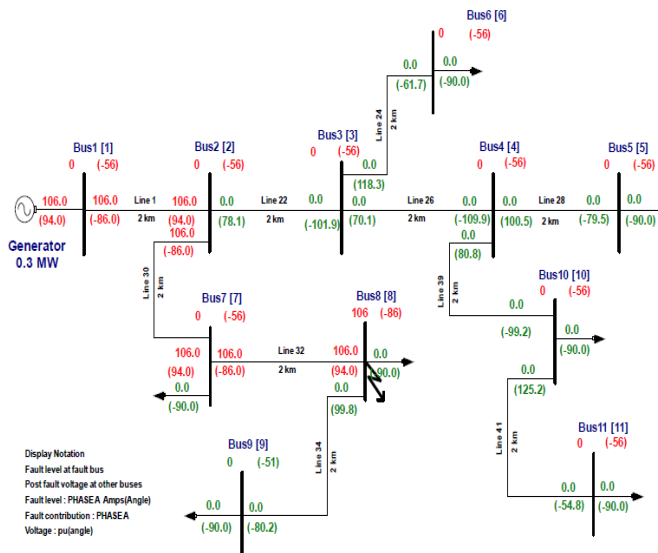 Bus6 [6]
0 (-56)
0.0 0.0
(-61.7) (-90.0)
Line 24
2 km
Bus1 [1]
0 (-56)
106.0 106.0
(94.0) (-86.0)
Generator
0.3 MW
Line 1
2 km
Bus2 [2]
0 (-56)
106.0 0.0
(94.0) (78.1)
106.0
(-86.0)
Line 22
2 km
Bus3 [3]
0 (-56)
0.0
(118.3)
0.0 0.0
(-101.9) (70.1)
Line 26
2 km
Bus4 [4]
0 (-56)
0.0 0.0
(-109.9) (100.5)
0.0
(80.8)
Line 28
2 km
Bus5 [5]
0 (-56)
0.0 0.0
(-79.5) (-90.0)
Line 30
2 km
Bus7 [7]
0 (-56)
106.0 106.0
(94.0) (-86.0)
0.0
(-90.0)
Line 32
2 km
Bus8 [8]
106 (-86)
106.0 0.0
(94.0) (-90.0)
0.0
(99.8)
Line 39
2 km
Bus10 [10]
0 (-56)
0.0 0.0
(-99.2) (-90.0)
0.0
(125.2)
Line 34
2 km
Bus9 [9]
0 (-51)
0.0 0.0
(-90.0) (-80.2)
Line 41
2 km
Bus11 [11]
0 (-56)
0.0 0.0
(-54.8) (-90.0)
Display Notation
Fault level at fault bus
Post fault voltage at other buses
Fault level : PHASEA Amps(Angle)
Fault contribution : PHASEA
Voltage : pu(angle)